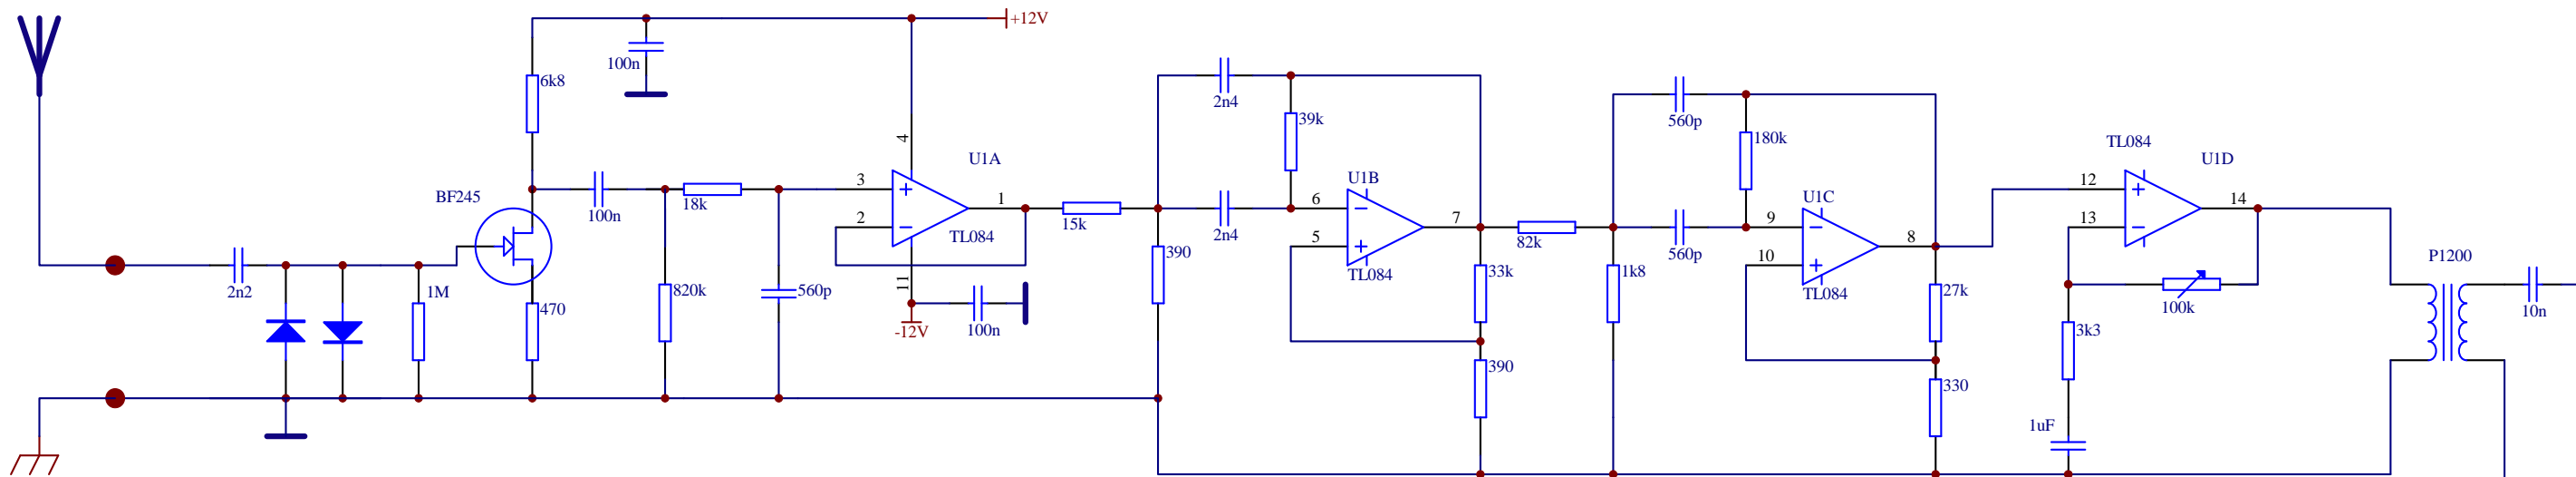 +12V
100n
6k8
BF245
100n
18k
2n2
1M
470
820k
560p
4
U1A
3
2
1
TL084
11
-12V
100n
15k
390
2n4
2n4
39k
U1B
6
5
7
TL084
33k
390
82k
1k8
560p
560p
180k
U1C
9
10
8
TL084
27k
330
TL084
U1D
12
13
14
100k
3k3
1uF
P1200
10n